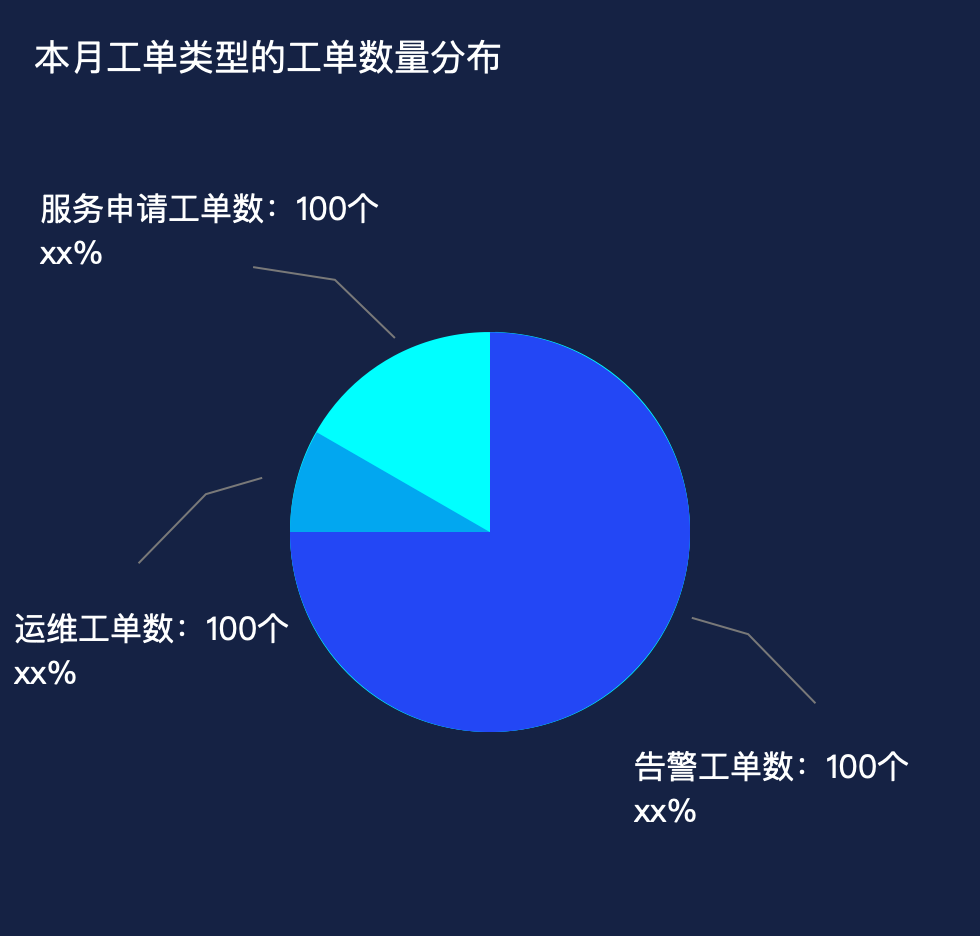 本月工单类型的工单数量分布
服务申请工单数：100个
xx%
运维工单数：100个
xx%
告警工单数：100个
xx%